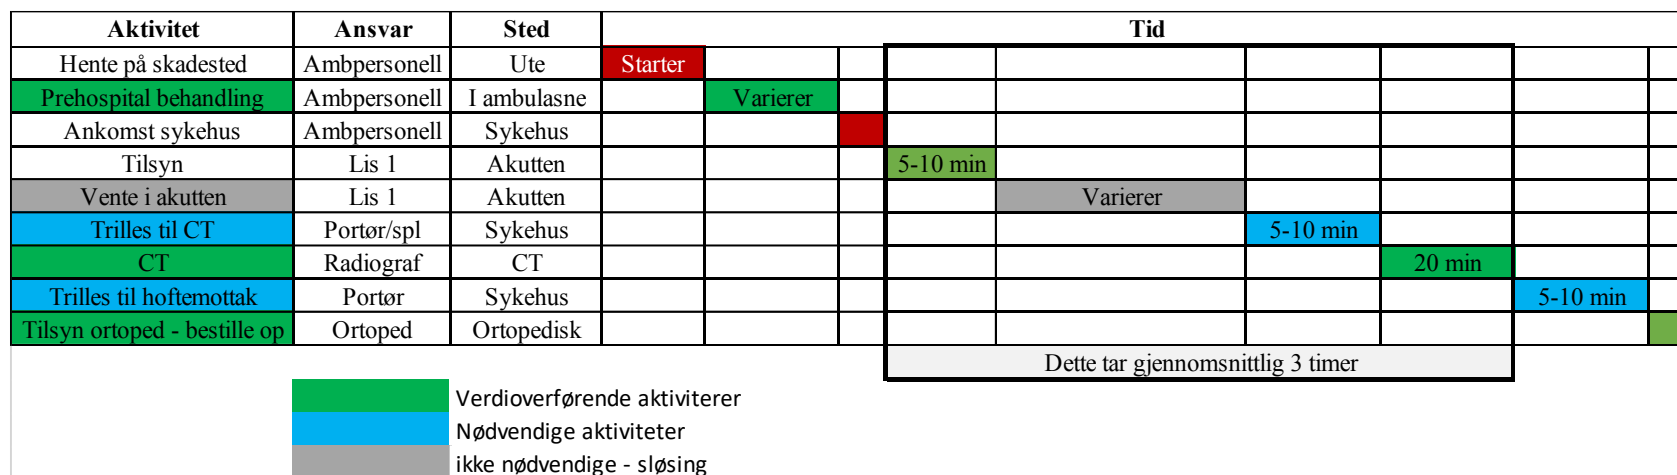 Aktivitet Ansvar Sted Tid
Hente på skadested Ambpersonell Ute Starter
Prehospital behandling Ambpersonell I ambulasne Varierer
Ankomst sykehus Ambpersonell Sykehus
Tilsyn Lis 1 Akutten 5-10 min
Vente i akutten Lis 1 Akutten Varierer
Trilles til CT Portør/spl Sykehus 5-10 min
CT Radiograf CT 20 min
Trilles til hoftemottak Portør Sykehus 5-10 min
Tilsyn ortoped - bestille op Ortoped Ortopedisk
Dette tar gjennomsnittlig 3 timer
Verdioverførende aktiviterer
Nødvendige aktiviteter
ikke nødvendige - sløsing